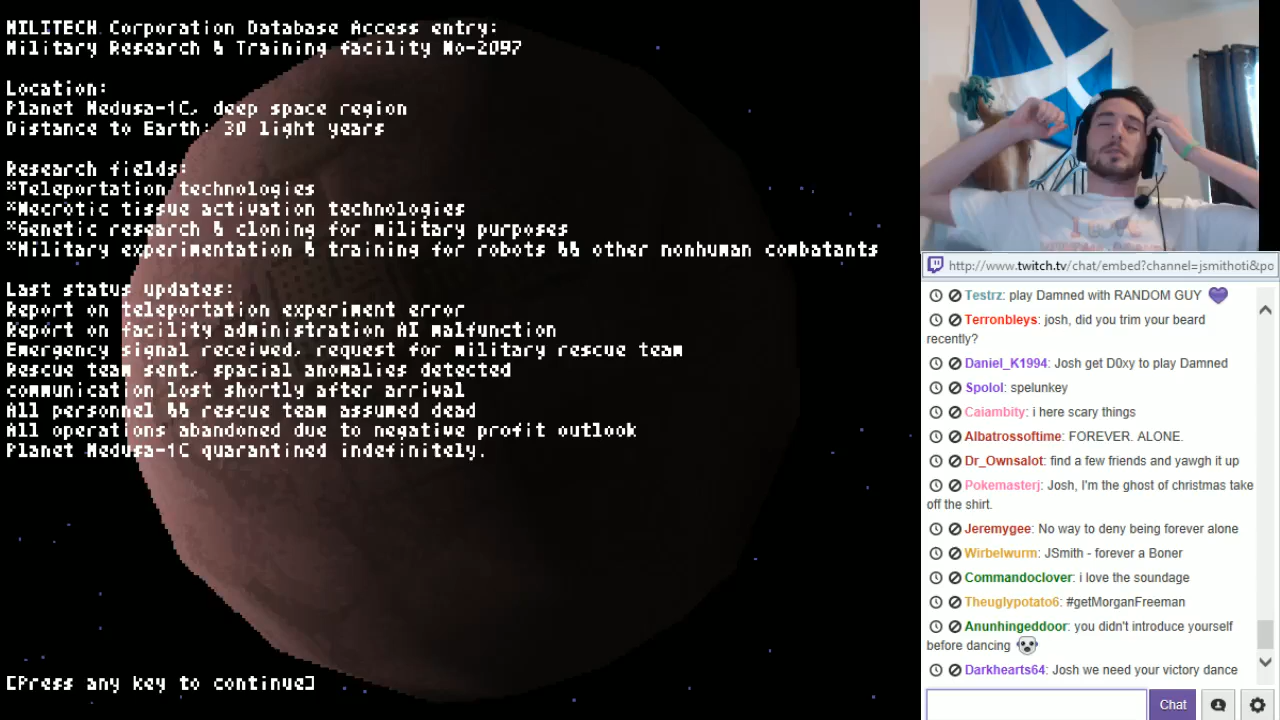 MILITECH Corporation Database Access entry:
Military Research & Training facility No-2097
Location:
Planet Medusa-1C, deep space region
Distance to Earth: 30 light years
Research fields:
*Teleportation technologies
*Necrotic tissue activation technologies
*Genetic research & cloning for military purposes
*Military experimentation & training for robots && other nonhuman combatants
Last status updates:
Report on teleportation experiment error
Report on facility administration AI malfunction
Emergency signal received, request for military rescue team
Rescue team sent, spacial anomalies detected
communication lost shortly after arrival
All personnel && rescue team assumed dead
All operations abandoned due to negative profit outlook
Planet Medusa-1C quarantined indefinitely.
[Press any key to continue]
http://www.twitch.tv/chat/embed?channel=jsmithoti&po
Testrz: play Damned with RANDOM GUY
Terronbleys: josh, did you trim your beard
recently?
Daniel_K1994: Josh get D0xy to play Damned
Spolol: spelunkey
Caiambity: i here scary things
Albatrossoftime: FOREVER. ALONE.
Dr_Ownsalot: find a few friends and yawgh it up
Pokemasterj: Josh, I'm the ghost of christmas take
off the shirt.
Jeremygee: No way to deny being forever alone
Wirbelwurm: JSmith - forever a Boner
Commandoclover: i love the soundage
Theuglypotato6: #getMorganFreeman
Anunhingeddoor: you didn't introduce yourself
before dancing
Darkhearts64: Josh we need your victory dance
Chat